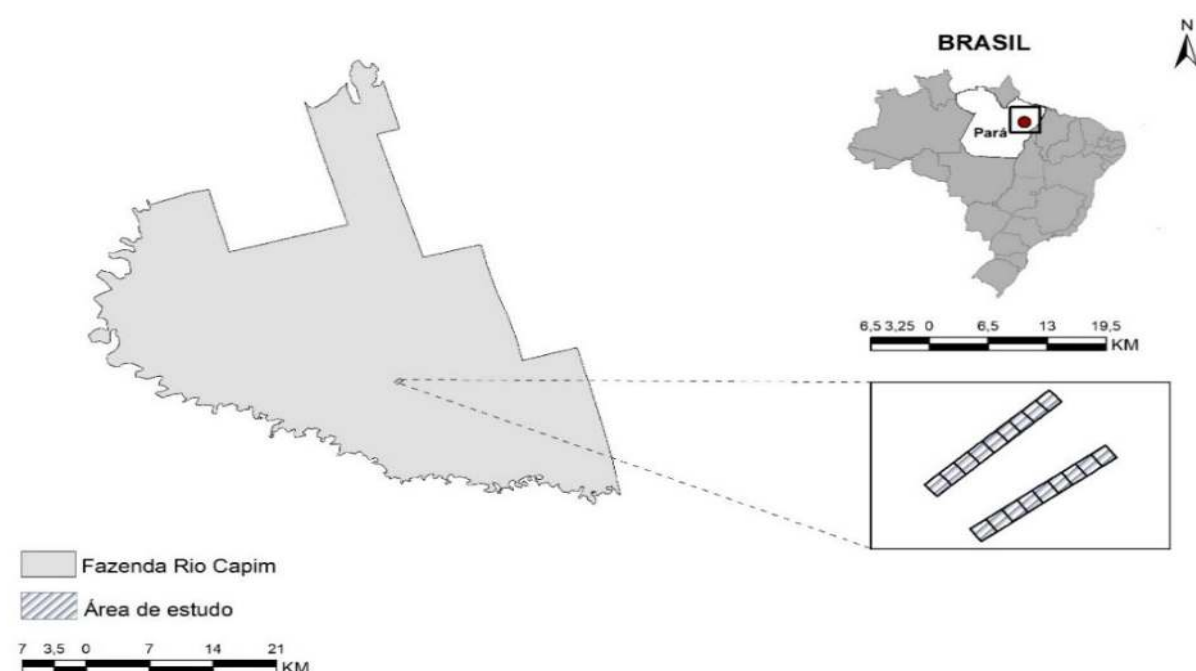 BRASIL
N
Pará
6,5 3,25 0 6,5 13 19,5
KM
Fazenda Rio Capim
Área de estudo
7 3,5 0 7 14 21
KM